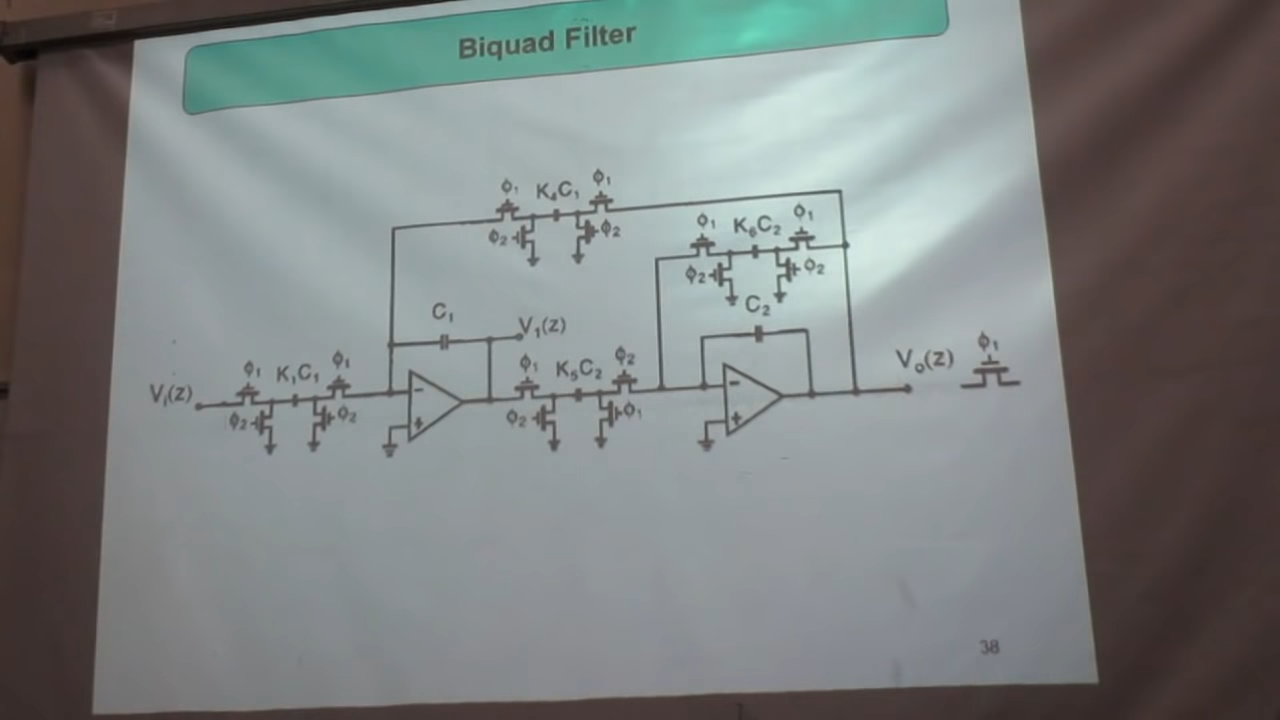 Biquad Filter
ϕ₁ K₄C₁ ϕ₁
ϕ₂ ϕ₂
ϕ₁ K₆C₂ ϕ₁
ϕ₂ ϕ₂
C₁ V₁(z)
C₂
Vᵢ(z) ϕ₁ K₁C₁ ϕ₁
ϕ₂ ϕ₂
- +
ϕ₁ K₅C₂ ϕ₂
ϕ₂ ϕ₁
- +
Vₒ(z) ϕ₁
38